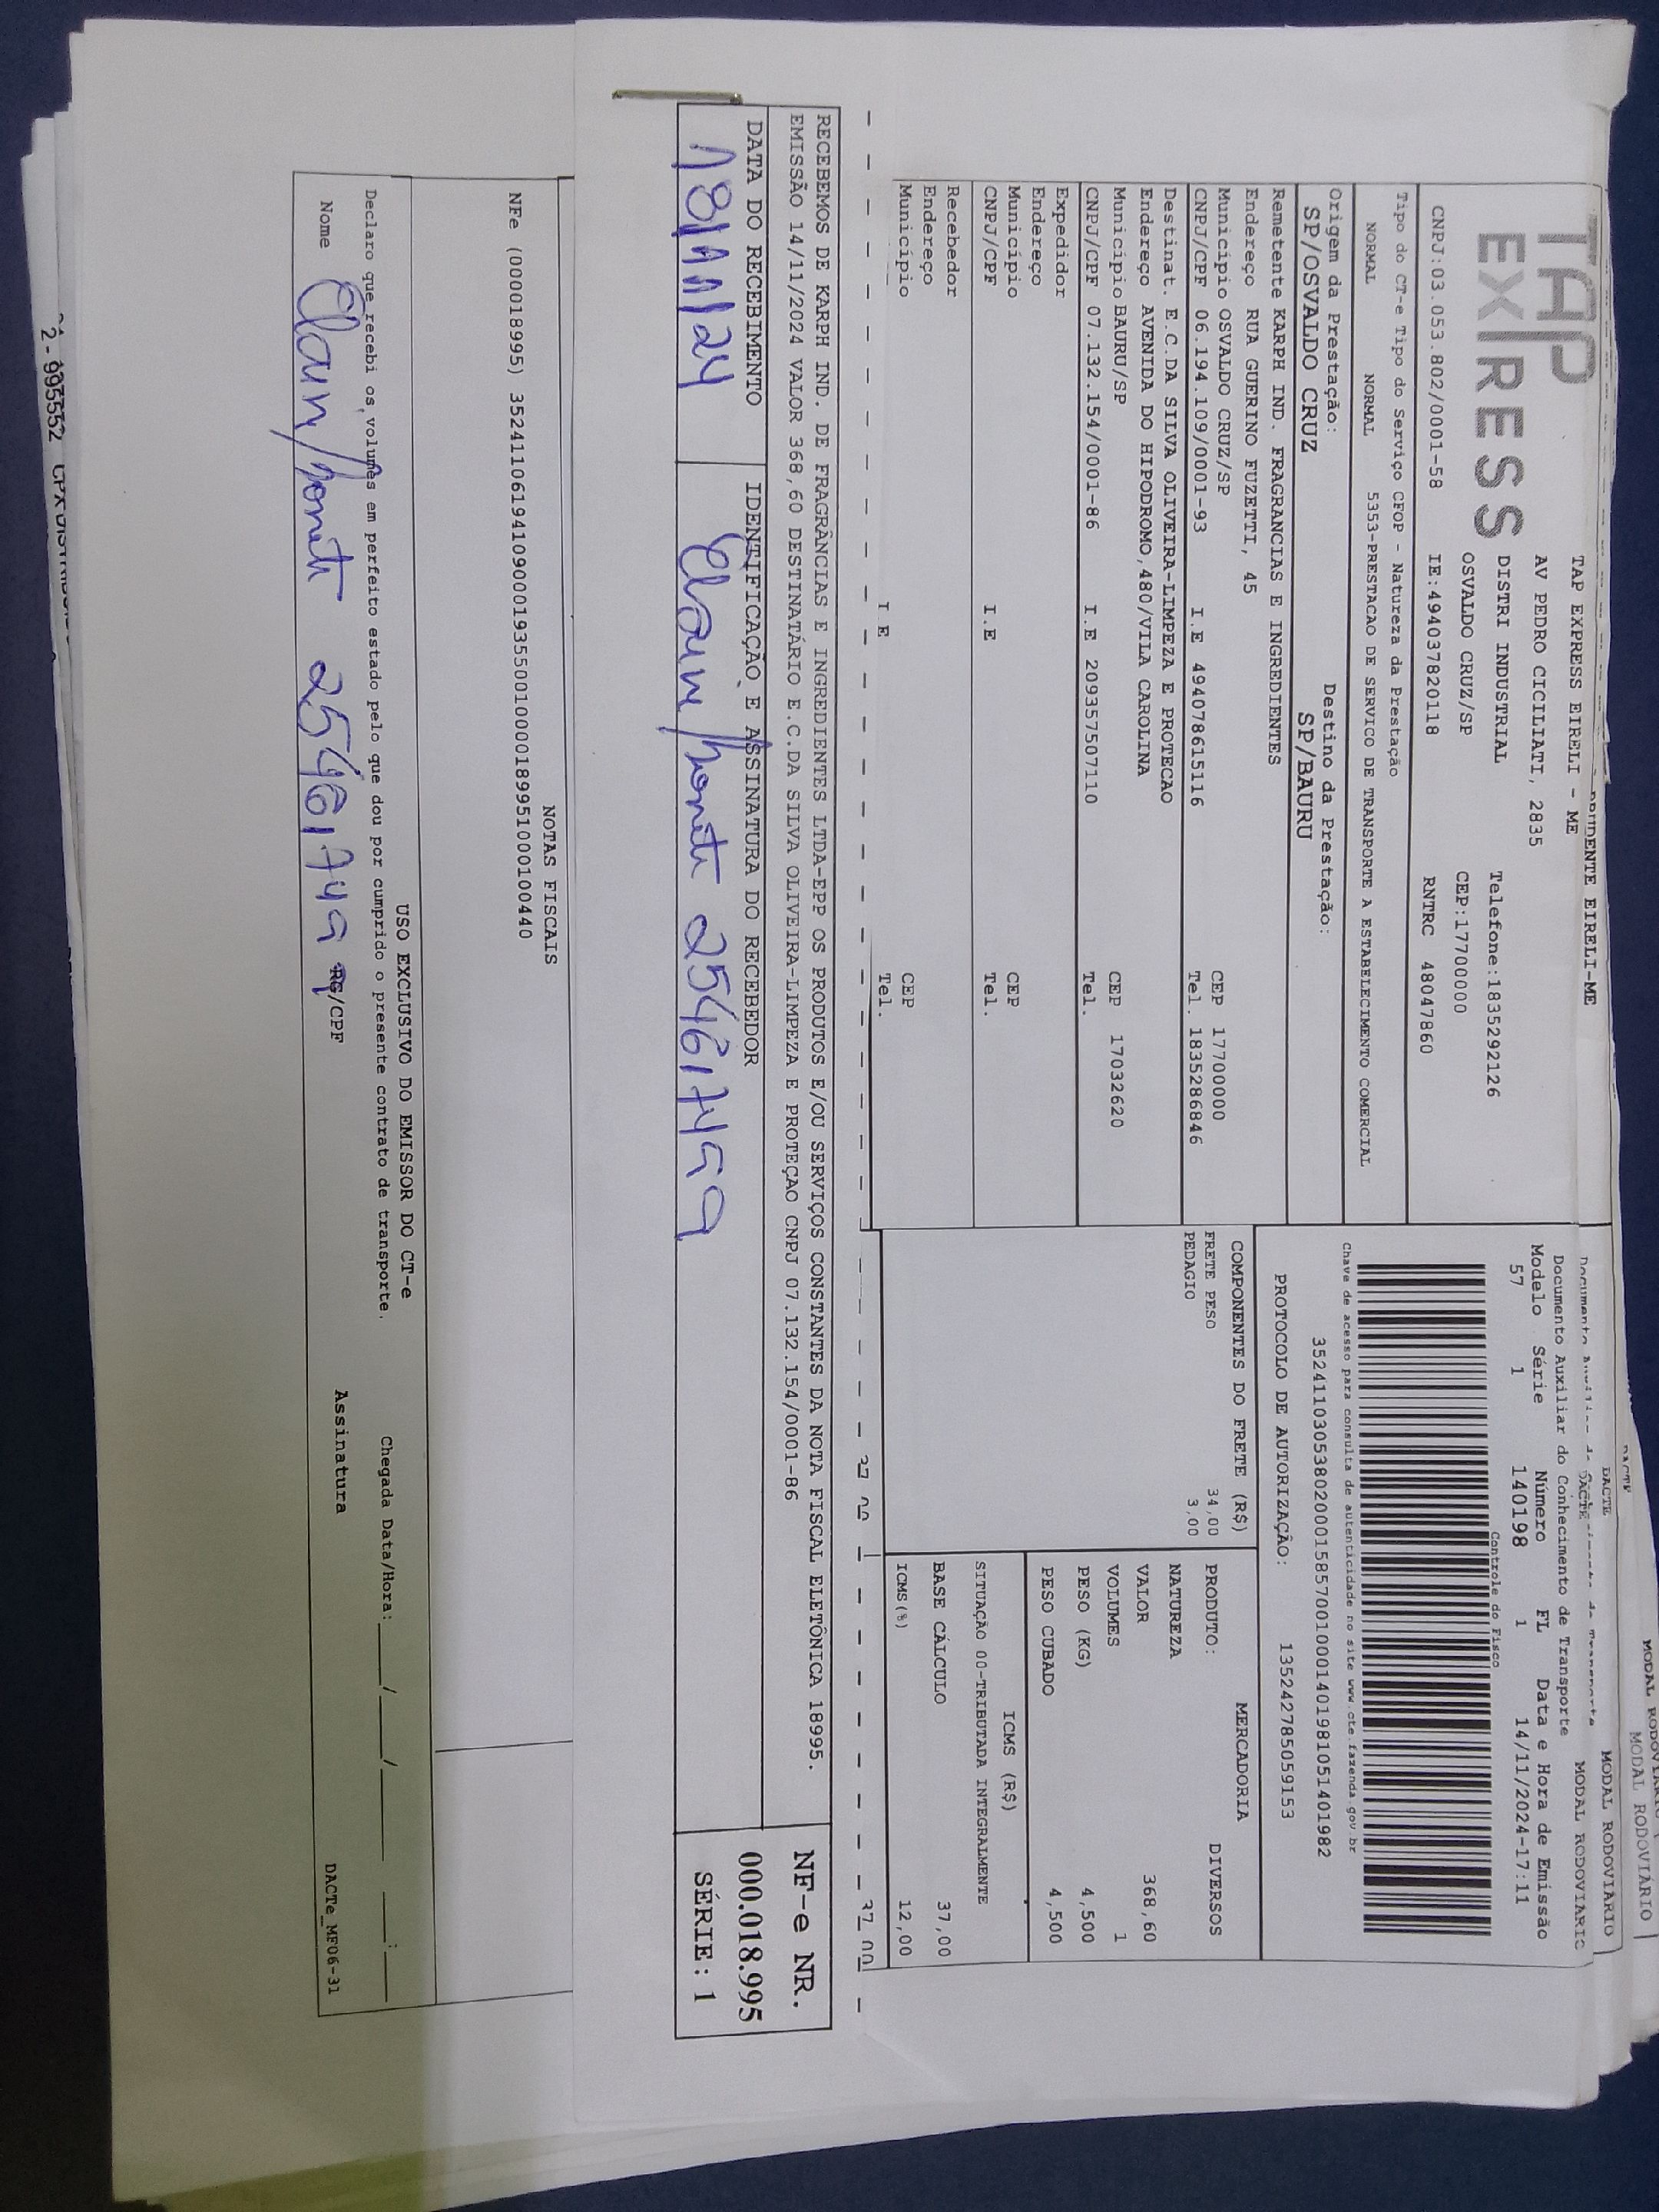 TAP
EXPRESS
TAP EXPRESS EIRELI - ME
AV PEDRO CICILIATI, 2835
DISTRI INDUSTRIAL
Telefone:1835292126
OSVALDO CRUZ/SP
CEP:17700000
CNPJ:03.053.802/0001-58
IE:494037820118
RNTRC 48047860
DACTE
MODAL RODOVIÁRIO
Documento Auxiliar do Conhecimento de Transporte
Modelo Série Número FL Data e Hora de Emissão
57 1 140198 1 14/11/2024-17:11
Controle do Fisco
Chave de acesso para consulta de autenticidade no site www.cte.fazenda.gov.br
35241103053802000158570010001401981051401982
PROTOCOLO DE AUTORIZAÇÃO: 135242785059153
Tipo do CT-e Tipo do Serviço CFOP - Natureza da Prestação
NORMAL NORMAL 5353-PRESTACAO DE SERVICO DE TRANSPORTE A ESTABELECIMENTO COMERCIAL
Origem da Prestação: Destino da Prestação:
SP/OSVALDO CRUZ SP/BAURU
Remetente KARPH IND. FRAGRANCIAS E INGREDIENTES
Endereço RUA GUERINO FUZETTI, 45
Município OSVALDO CRUZ/SP CEP 17700000
CNPJ/CPF 06.194.109/0001-93 I.E 494078615116 Tel. 1835286846
Destinat. E.C.DA SILVA OLIVEIRA-LIMPEZA E PROTECAO
Endereço AVENIDA DO HIPODROMO,480/VILA CAROLINA
Município BAURU/SP CEP 17032620
CNPJ/CPF 07.132.154/0001-86 I.E 209357507110 Tel.
Expedidor
Endereço
Município CEP
CNPJ/CPF I.E Tel.
Recebedor
Endereço
Município CEP
I E Tel.
COMPONENTES DO FRETE (R$)
FRETE PESO 34,00
PEDAGIO 3,00
MERCADORIA
PRODUTO: DIVERSOS
NATUREZA
VALOR 368,60
VOLUMES 1
PESO (KG) 4,500
PESO CUBADO 4,500
ICMS (R$)
SITUAÇÃO 00-TRIBUTADA INTEGRALMENTE
BASE CÁLCULO 37,00
ICMS(%) 12,00
RECEBEMOS DE KARPH IND. DE FRAGRÂNCIAS E INGREDIENTES LTDA-EPP OS PRODUTOS E/OU SERVIÇOS CONSTANTES DA NOTA FISCAL ELETÔNICA 18995.
EMISSÃO 14/11/2024 VALOR 368,60 DESTINATÁRIO E.C.DA SILVA OLIVEIRA-LIMPEZA E PROTEÇAO CNPJ 07.132.154/0001-86
DATA DO RECEBIMENTO IDENTIFICAÇÃO E ASSINATURA DO RECEBEDOR
18/11/24
NF-e NR.
000.018.995
SÉRIE: 1
NOTAS FISCAIS
NFe (000018995) 35241106194109000193550010000189951000100440
USO EXCLUSIVO DO EMISSOR DO CT-e
Declaro que recebi os volumes em perfeito estado pelo que dou por cumprido o presente contrato de transporte. Chegada Data/Hora: ____/____/____ ____:____
Nome RG/CPF Assinatura
DACTe_MF06-31
2 - 995552